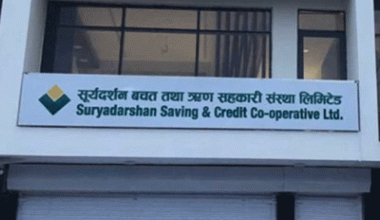 सूर्यदर्शन बचत तथा ऋण सहकारी संस्था लिमिटेड
Suryadarshan Saving & Credit Co-operative Ltd.